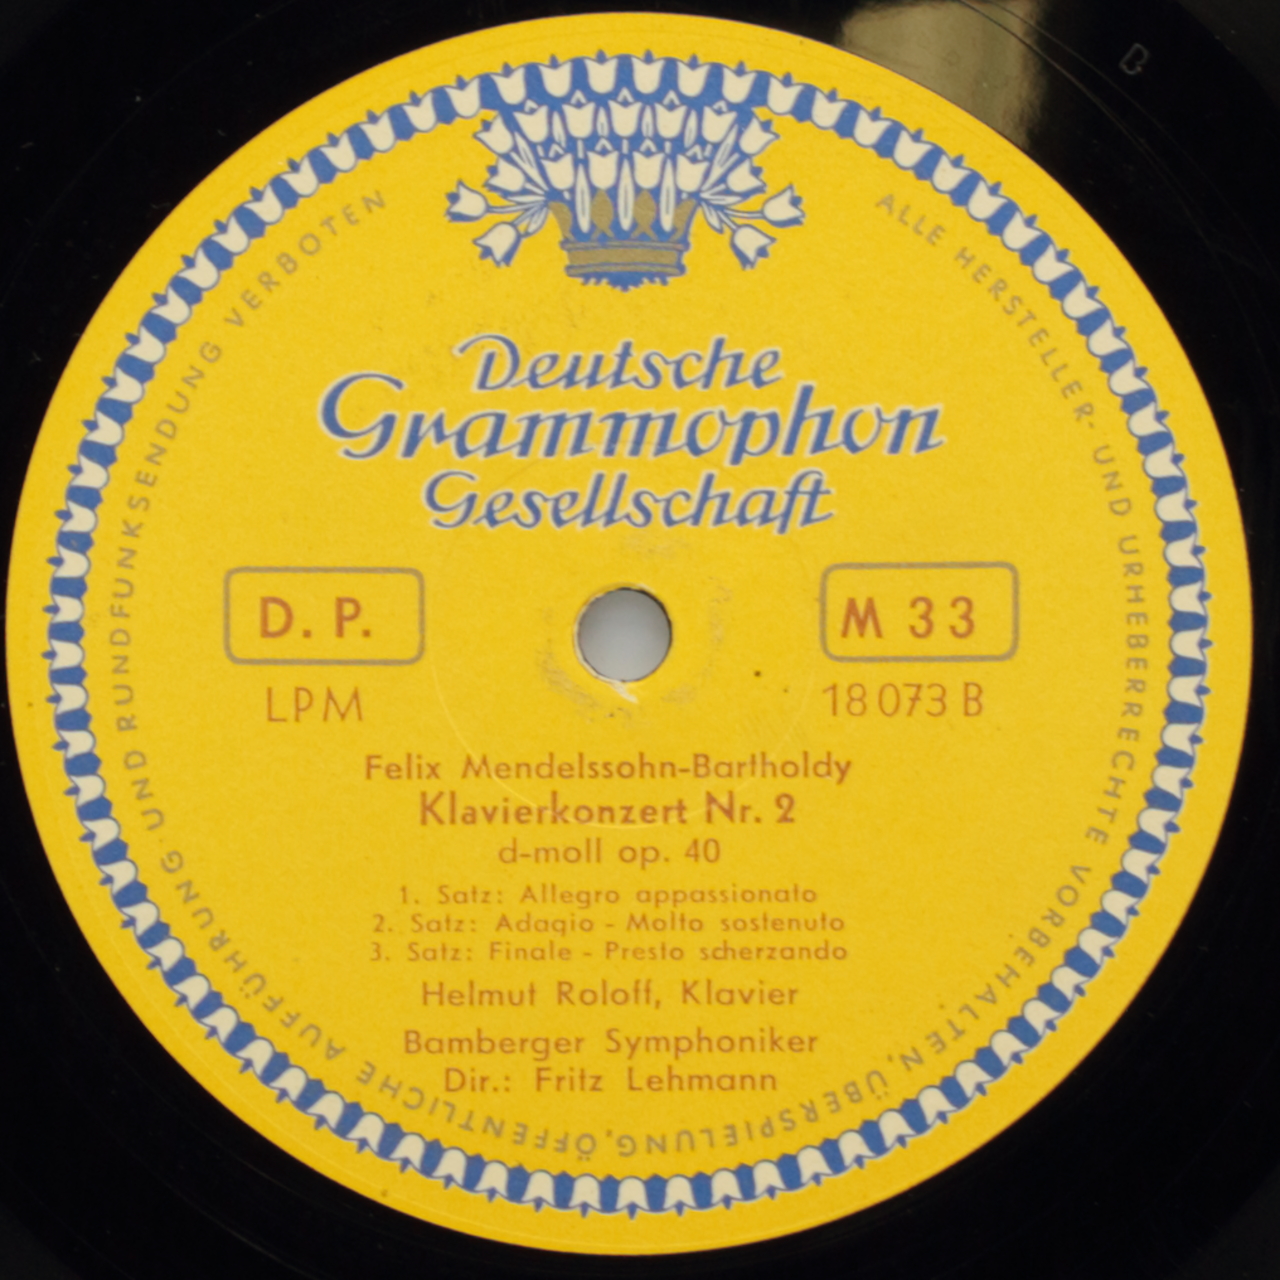 ALLE HERSTELLER- UND URHEBERRECHTE VORBEHALTEN, ÜBERSPIELUNG, ÖFFENTLICHE AUFFÜHRUNG UND RUNDFUNKSENDUNG VERBOTEN
Deutsche
Grammophon
Gesellschaft
D. P.
M 33
LPM
18 073 B
Felix Mendelssohn-Bartholdy
Klavierkonzert Nr. 2
d-moll op. 40
1. Satz: Allegro appassionato
2. Satz: Adagio - Molto sostenuto
3. Satz: Finale - Presto scherzando
Helmut Roloff, Klavier
Bamberger Symphoniker
Dir.: Fritz Lehmann
B